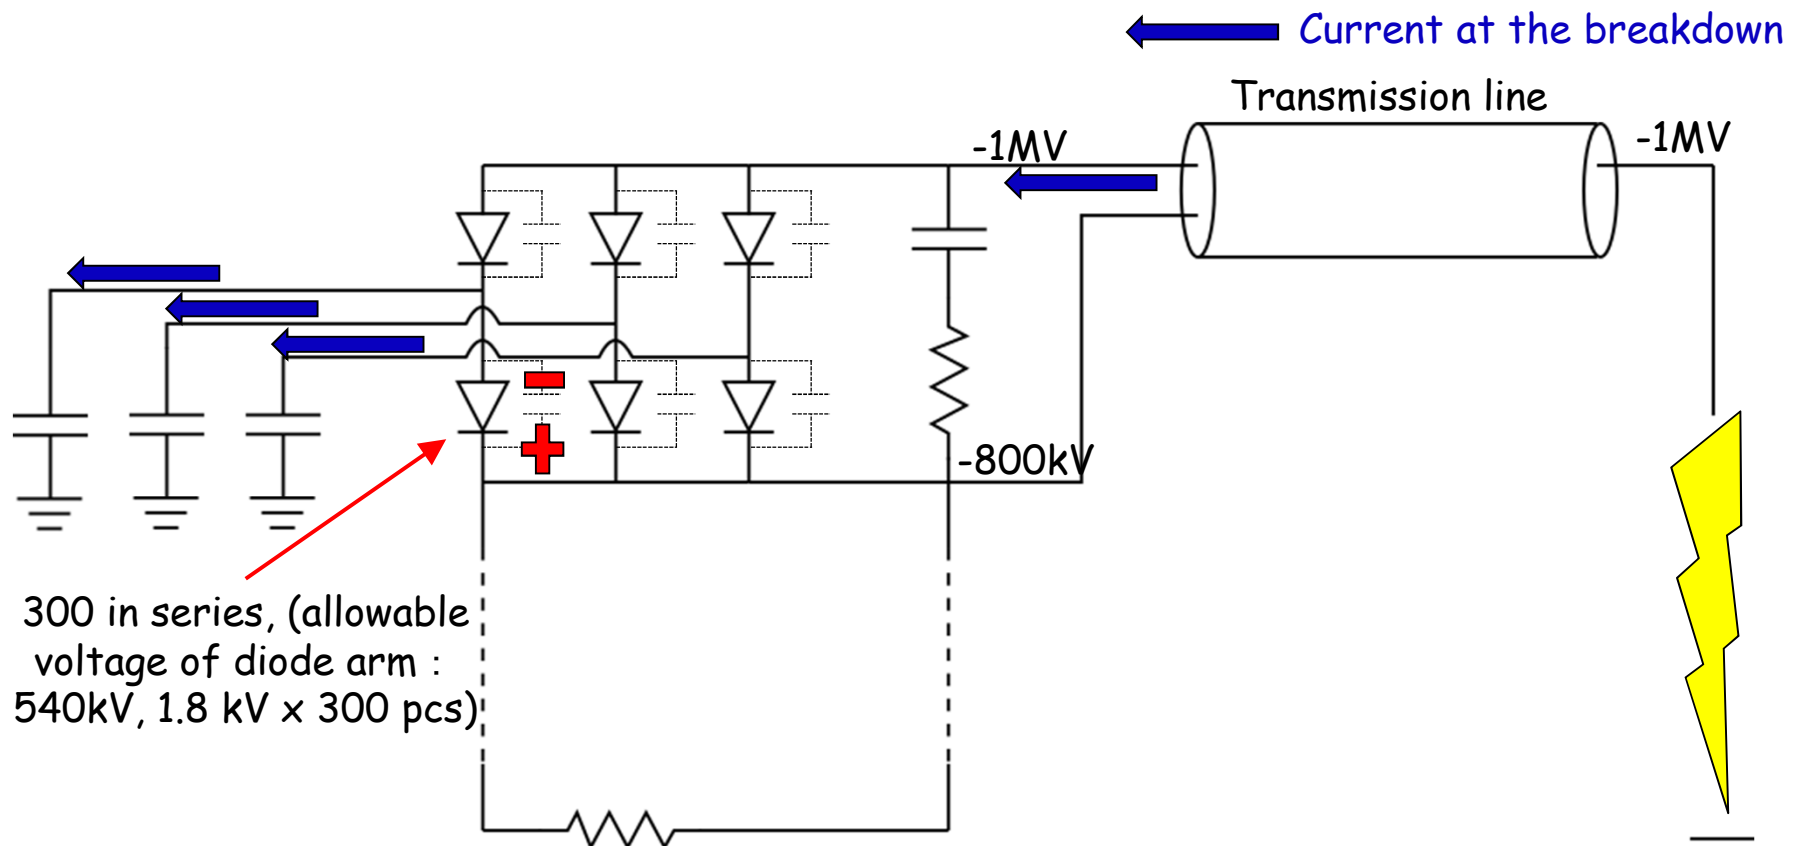 Current at the breakdown
Transmission line
-1MV
-1MV
-800kV
300 in series, (allowable
voltage of diode arm :
540kV, 1.8 kV x 300 pcs)